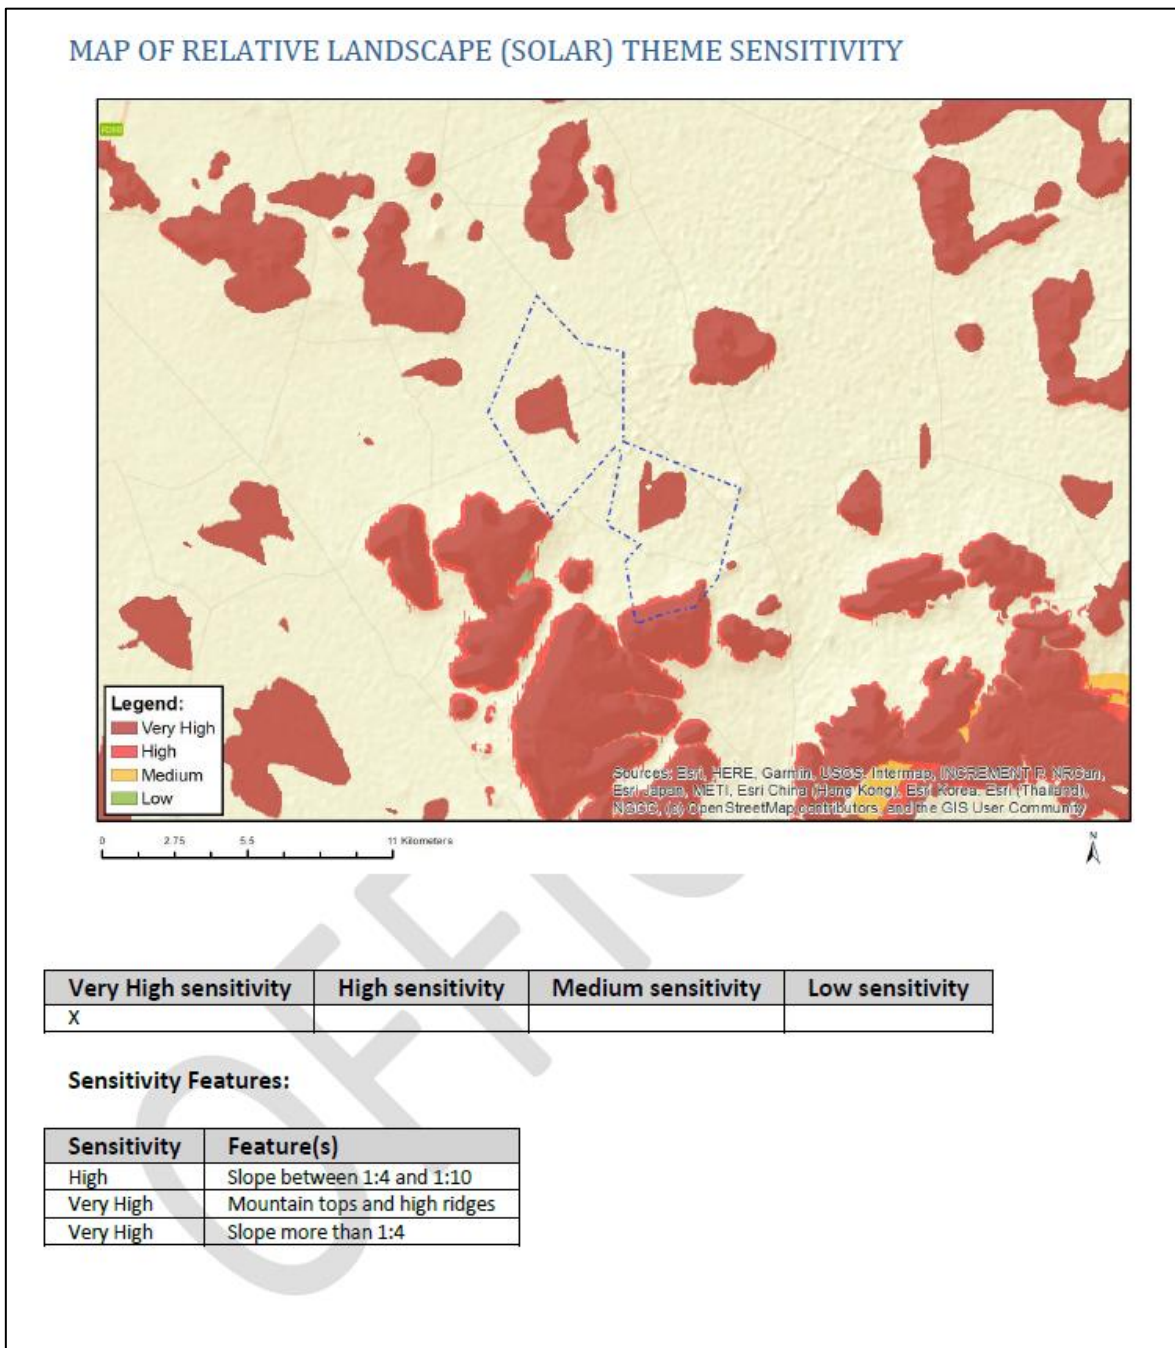 MAP OF RELATIVE LANDSCAPE (SOLAR) THEME SENSITIVITY
Legend:
Very High
High
Medium
Low
Sources: Esri, HERE, Garmin, USGS, Intermap, INCREMENT P, NRCan,
Esri Japan, METI, Esri China (Hong Kong), Esri Korea, Esri (Thailand),
NGCC, (c) OpenStreetMap contributors, and the GIS User Community
0 2.75 5.5 11 Kilometers
N
Very High sensitivity High sensitivity Medium sensitivity Low sensitivity
X
Sensitivity Features:
Sensitivity Feature(s)
High Slope between 1:4 and 1:10
Very High Mountain tops and high ridges
Very High Slope more than 1:4